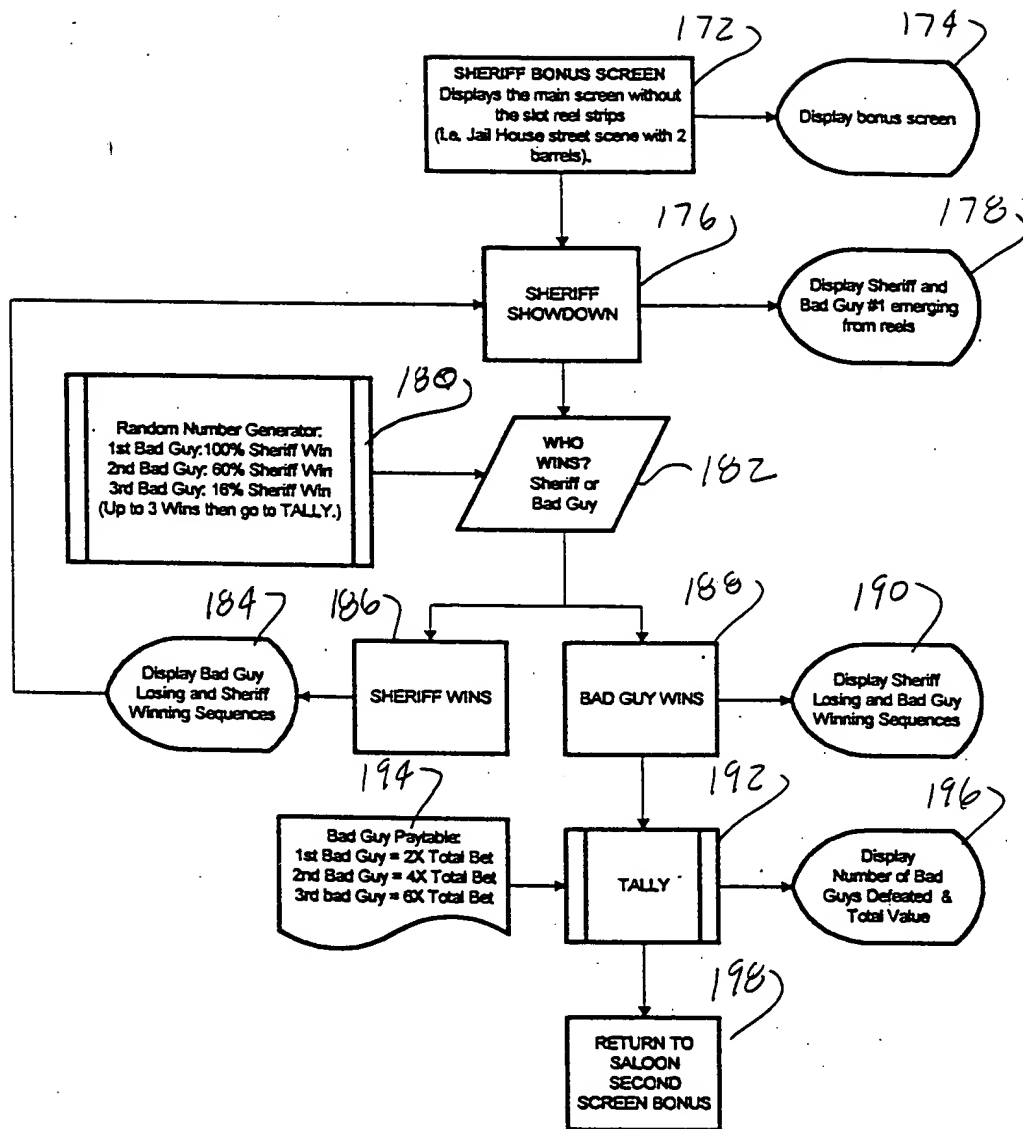 172
174
SHERIFF BONUS SCREEN
Displays the main screen without
the slot reel strips
(i.e. Jail House street scene with 2
barrels).
Display bonus screen
176
178
SHERIFF
SHOWDOWN
Display Sheriff and
Bad Guy #1 emerging
from reels
180
Random Number Generator:
1st Bad Guy:100% Sheriff Win
2nd Bad Guy: 60% Sheriff Win
3rd Bad Guy: 16% Sheriff Win
(Up to 3 Wins then go to TALLY.)
WHO
WINS?
Sheriff or
Bad Guy
182
184
186
188
190
Display Bad Guy
Losing and Sheriff
Winning Sequences
SHERIFF WINS
BAD GUY WINS
Display Sheriff
Losing and Bad Guy
Winning Sequences
194
192
196
Bad Guy Paytable:
1st Bad Guy = 2X Total Bet
2nd Bad Guy = 4X Total Bet
3rd bad Guy = 6X Total Bet
TALLY
Display
Number of Bad
Guys Defeated &
Total Value
198
RETURN TO
SALOON
SECOND
SCREEN BONUS